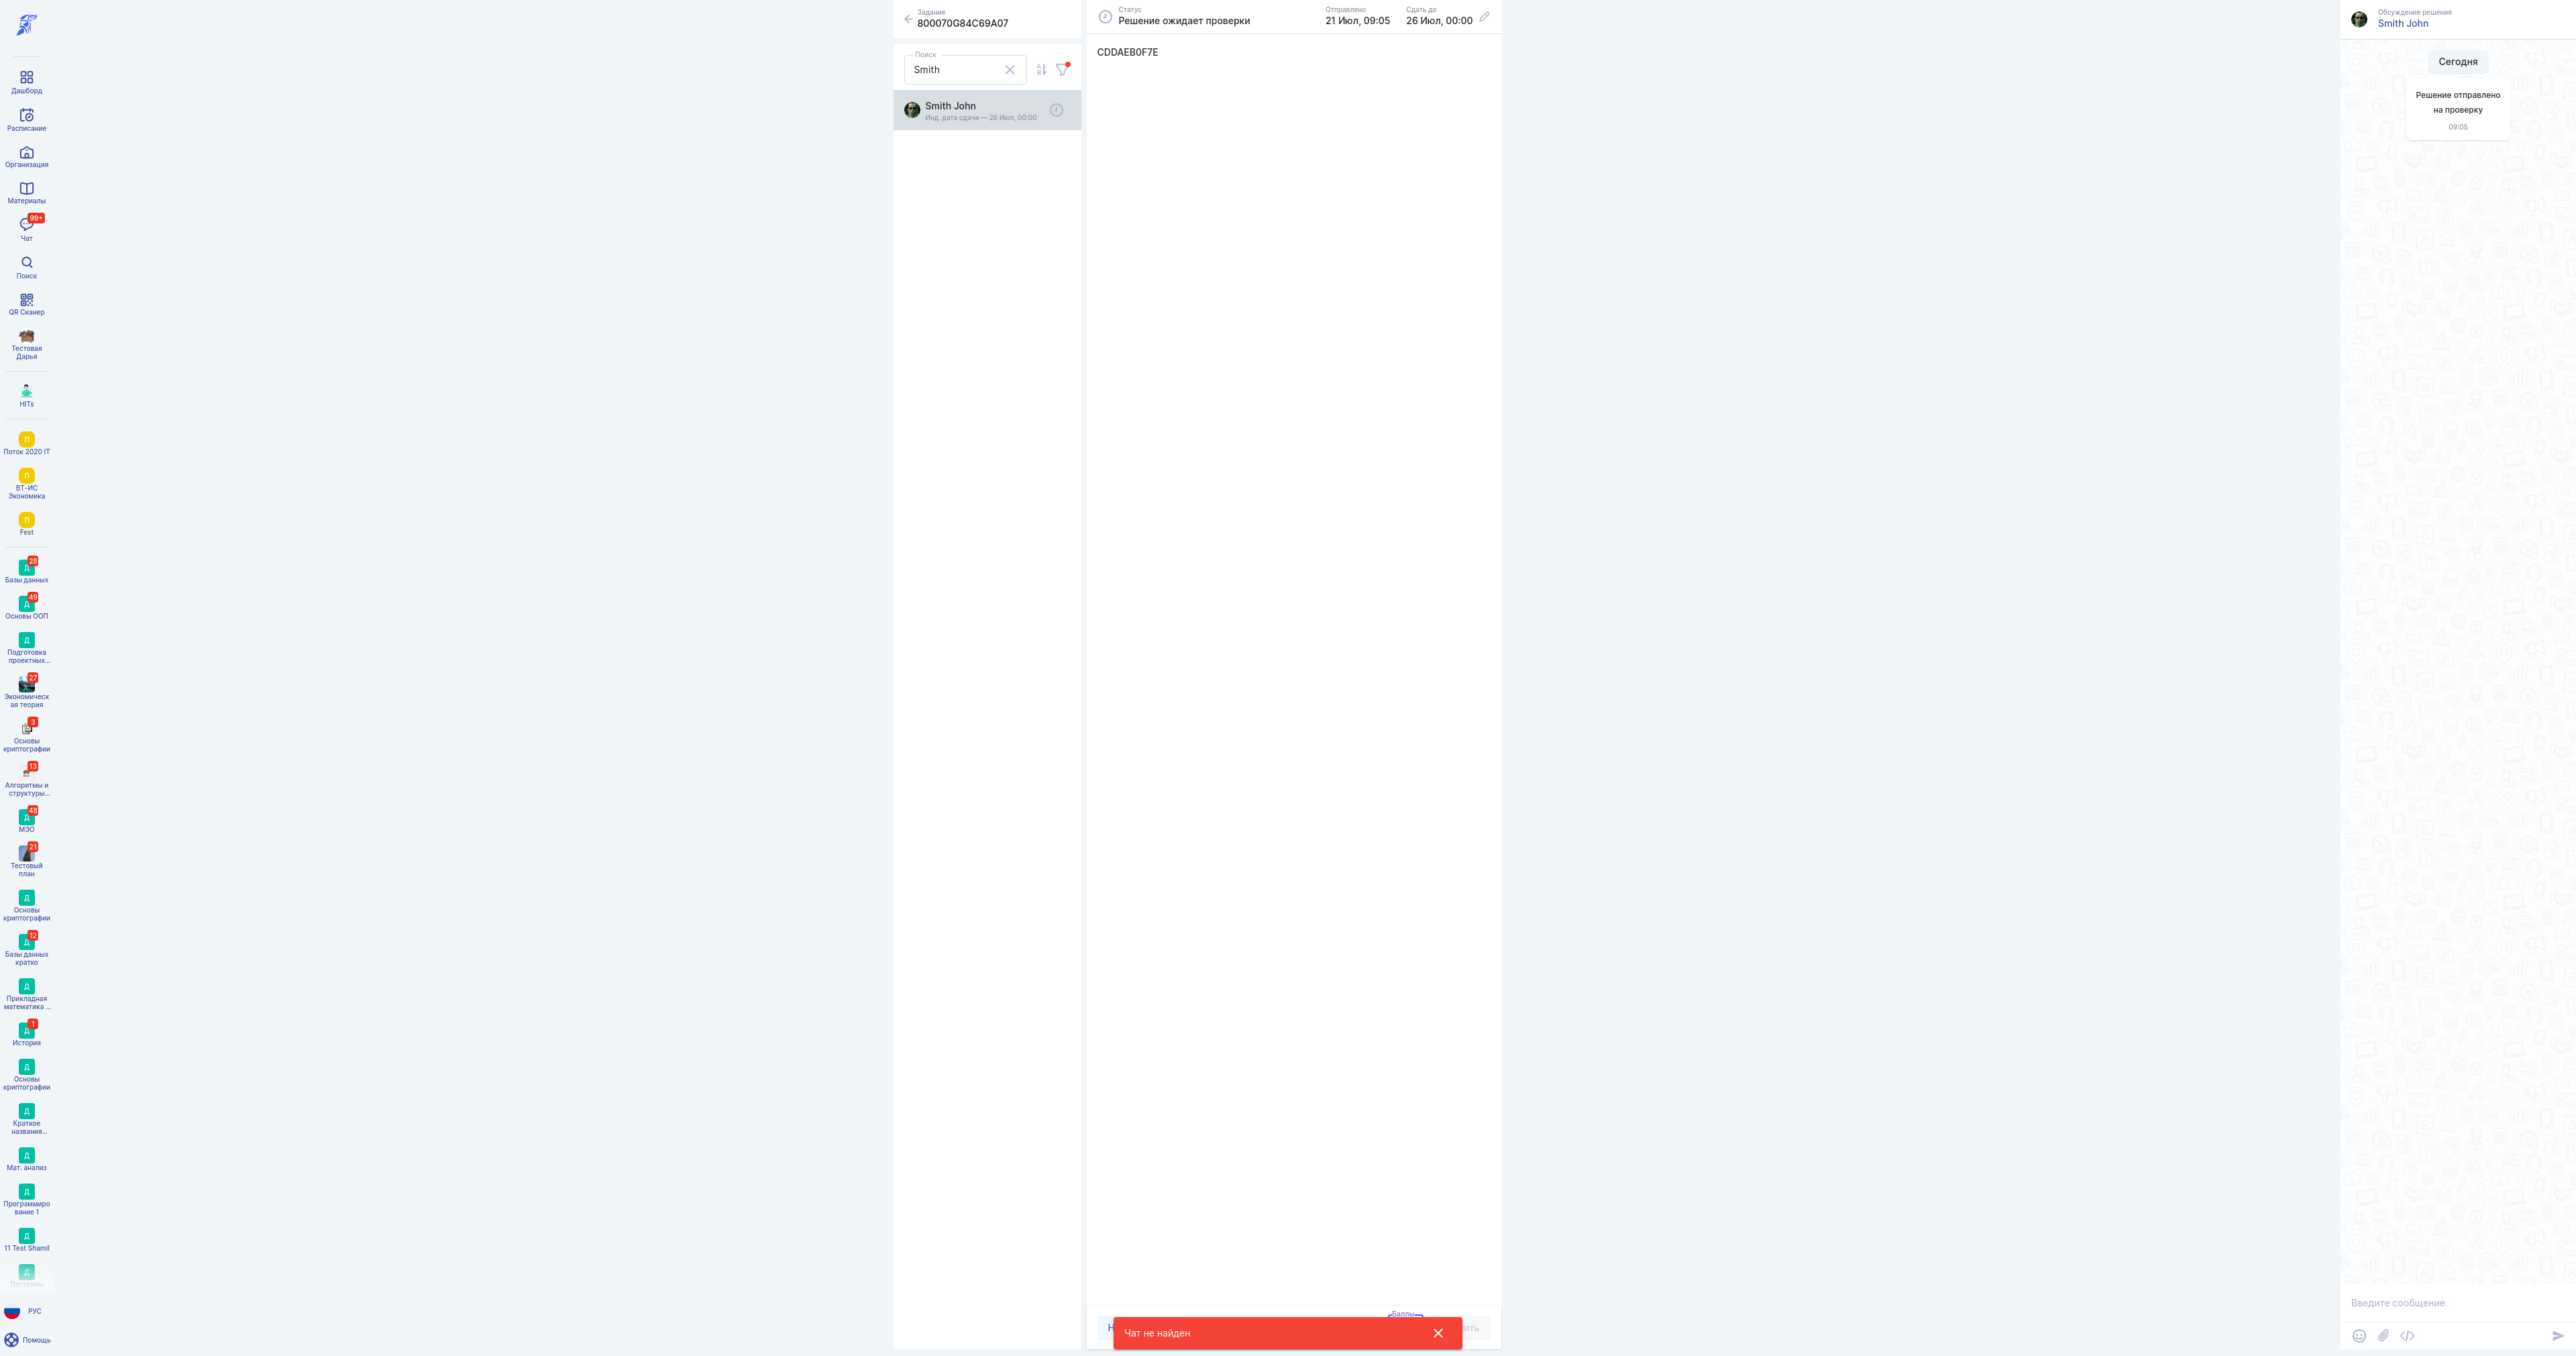 Дашборд
Расписание
Организация
Материалы
99+
Чат
Поиск
QR Сканер
Тестовая
Дарья
HITs
П
Поток 2020 IT
П
ВТ-ИС
Экономика
П
Fest
28
Д
Базы данных
49
Д
Основы ООП
Д
Подготовка
проектных...
27
Экономическ
ая теория
3
Основы
криптографии
13
Алгоритмы и
структуры...
48
Д
МЭО
21
Тестовый
план
Д
Основы
криптографии
12
Д
Базы данных
кратко
Д
Прикладная
математика ...
1
Д
История
Д
Основы
криптографии
Д
Краткое
названия...
Д
Мат. анализ
Д
Программиро
вание 1
Д
11 Test Shamil
Д
Паттерны
РУС
Помощь
Задание
800070G84C69A07
Поиск
Smith
Smith John
Инд. дата сдачи — 26 Июл, 00:00
Статус
Решение ожидает проверки
Отправлено
21 Июл, 09:05
Сдать до
26 Июл, 00:00
CDDAEB0F7E
Баллы
Чат не найден
Обсуждение решения
Smith John
Сегодня
Решение отправлено
на проверку
09:05
Введите сообщение